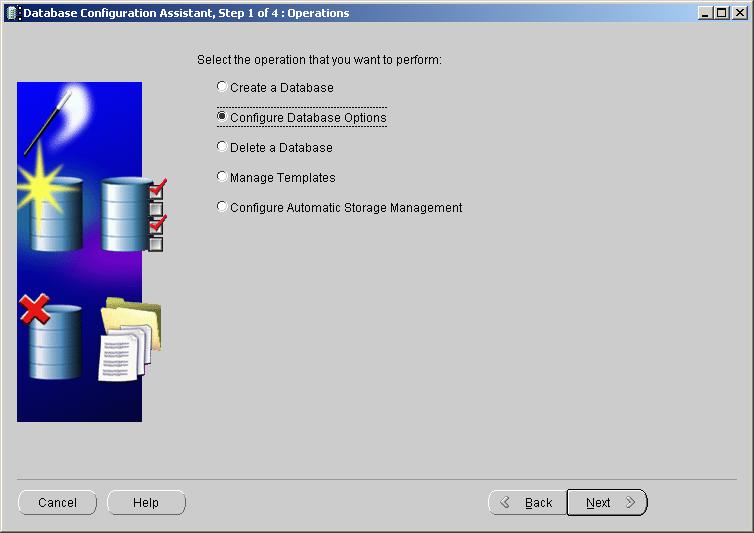 Database Configuration Assistant, Step 1 of 4 : Operations
Select the operation that you want to perform:
Create a Database
Configure Database Options
Delete a Database
Manage Templates
Configure Automatic Storage Management
Cancel
Help
Back
Next